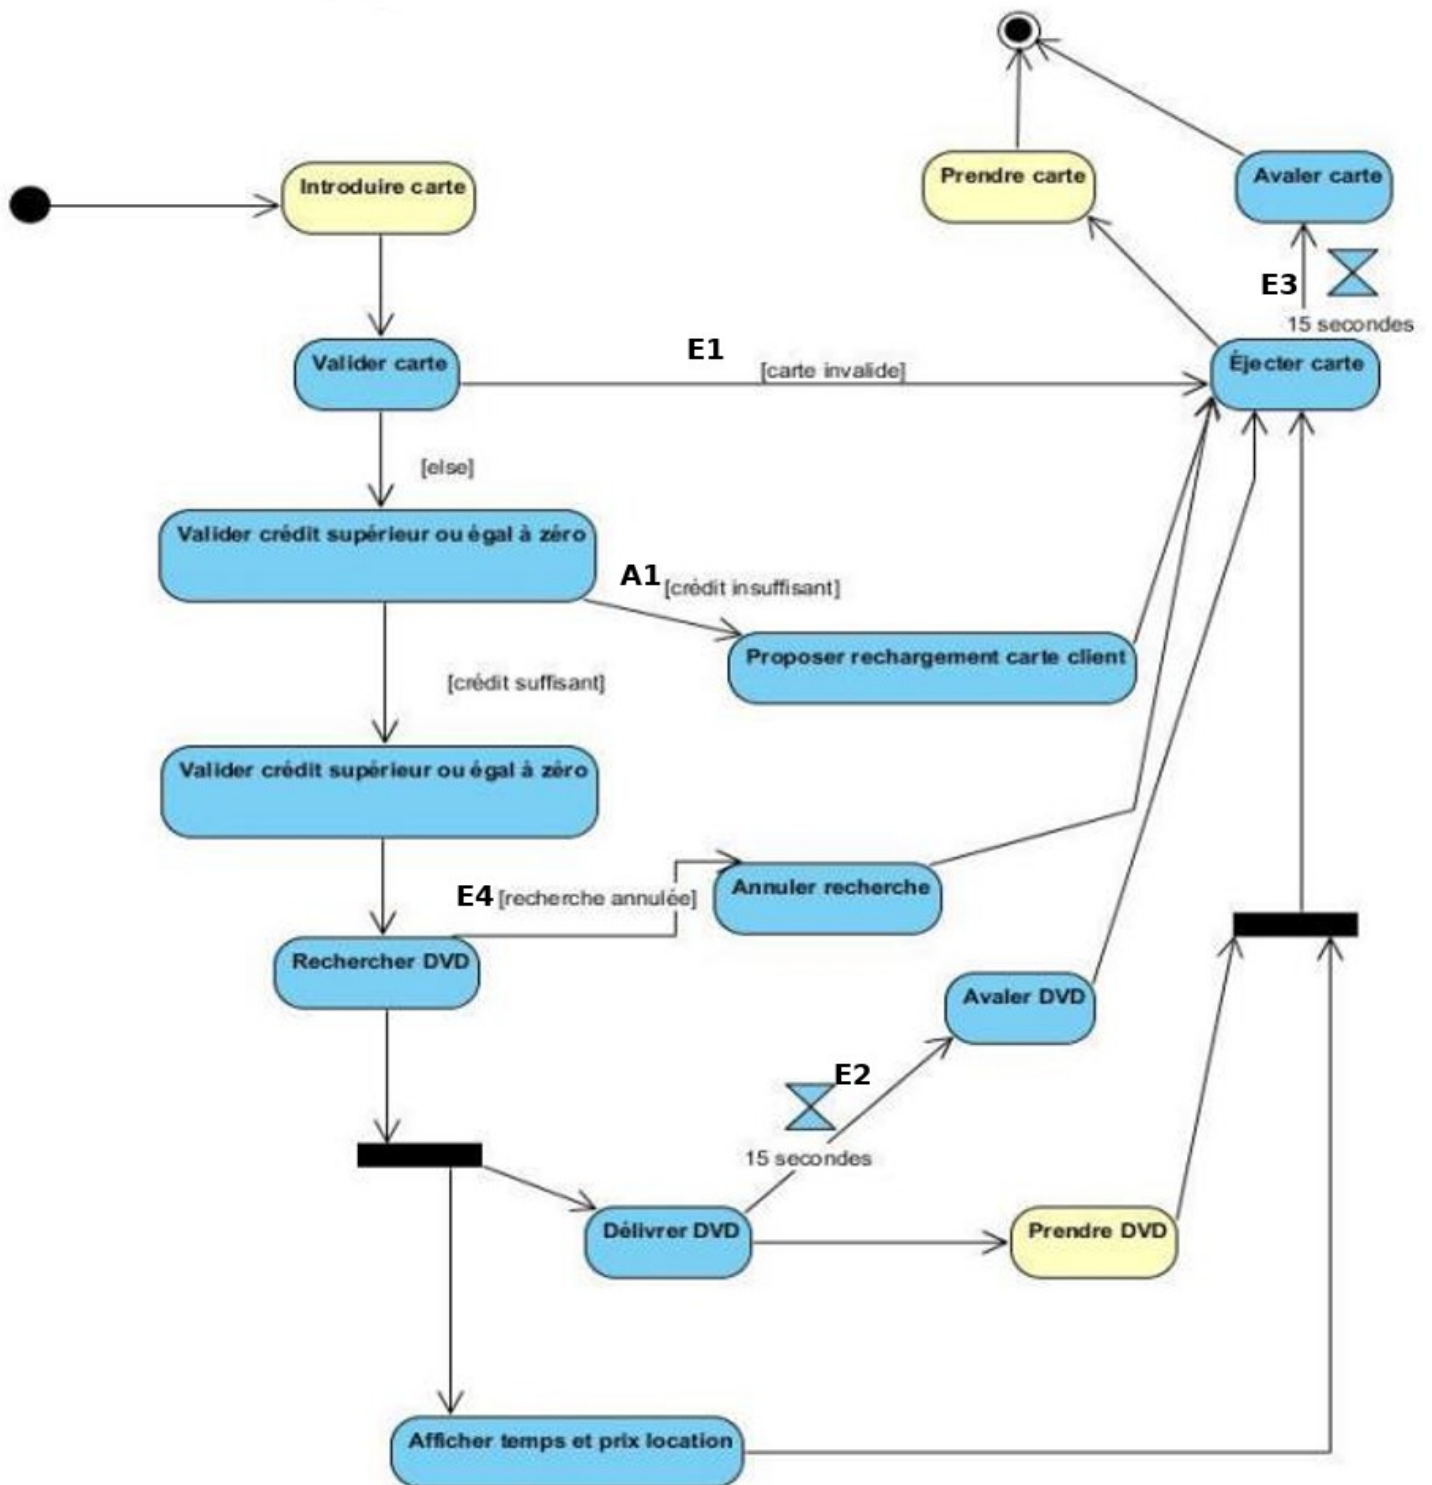 Prendre carte
Avaler carte
Introduire carte
E3
15 secondes
Valider carte
E1
[carte invalide]
Éjecter carte
[else]
Valider crédit supérieur ou égal à zéro
A1
[crédit insuffisant]
Proposer rechargement carte client
[crédit suffisant]
Valider crédit supérieur ou égal à zéro
E4
[recherche annulée]
Annuler recherche
Rechercher DVD
Avaler DVD
E2
15 secondes
Délivrer DVD
Prendre DVD
Afficher temps et prix location